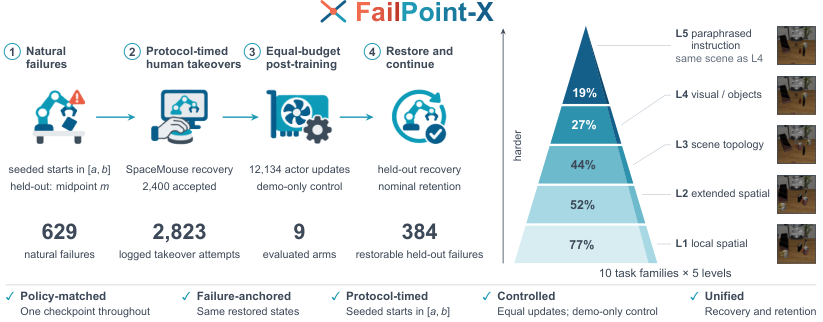 FailPoint-X
1 Natural
failures
2 Protocol-timed
human takeovers
3 Equal-budget
post-training
4 Restore and
continue
seeded starts in [a, b]
held-out: midpoint m
SpaceMouse recovery
2,400 accepted
12,134 actor updates
demo-only control
held-out recovery
nominal retention
629
natural failures
2,823
logged takeover attempts
9
evaluated arms
384
restorable held-out failures
harder
19%
27%
44%
52%
77%
L5 paraphrased
instruction
same scene as L4
L4 visual / objects
L3 scene topology
L2 extended spatial
L1 local spatial
10 task families × 5 levels
✓ Policy-matched
One checkpoint throughout
✓ Failure-anchored
Same restored states
✓ Protocol-timed
Seeded starts in [a, b]
✓ Controlled
Equal updates; demo-only control
✓ Unified
Recovery and retention